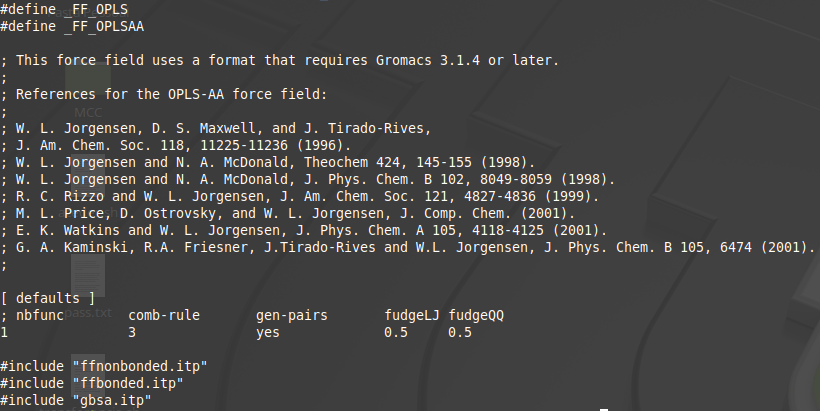 #define _FF_OPLS
#define _FF_OPLSAA

; This force field uses a format that requires Gromacs 3.1.4 or later.
;
; References for the OPLS-AA force field:
;
; W. L. Jorgensen, D. S. Maxwell, and J. Tirado-Rives,
; J. Am. Chem. Soc. 118, 11225-11236 (1996).
; W. L. Jorgensen and N. A. McDonald, Theochem 424, 145-155 (1998).
; W. L. Jorgensen and N. A. McDonald, J. Phys. Chem. B 102, 8049-8059 (1998).
; R. C. Rizzo and W. L. Jorgensen, J. Am. Chem. Soc. 121, 4827-4836 (1999).
; M. L. Price, D. Ostrovsky, and W. L. Jorgensen, J. Comp. Chem. (2001).
; E. K. Watkins and W. L. Jorgensen, J. Phys. Chem. A 105, 4118-4125 (2001).
; G. A. Kaminski, R.A. Friesner, J.Tirado-Rives and W.L. Jorgensen, J. Phys. Chem. B 105, 6474 (2001).
;

[ defaults ]
; nbfunc        comb-rule       gen-pairs       fudgeLJ fudgeQQ
1               3               yes             0.5     0.5

#include "ffnonbonded.itp"
#include "ffbonded.itp"
#include "gbsa.itp"
MCC
pass.txt